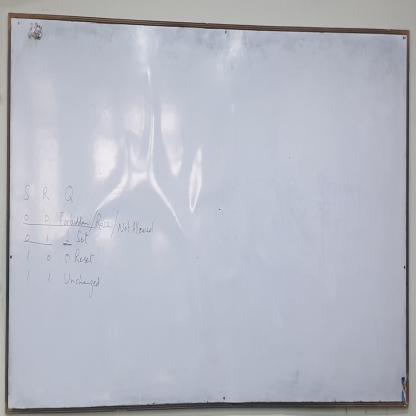 S R Q
0 0 Forbidden/Race/Not Allowed
0 1 1 Set
1 0 0 Reset
1 1 Unchanged